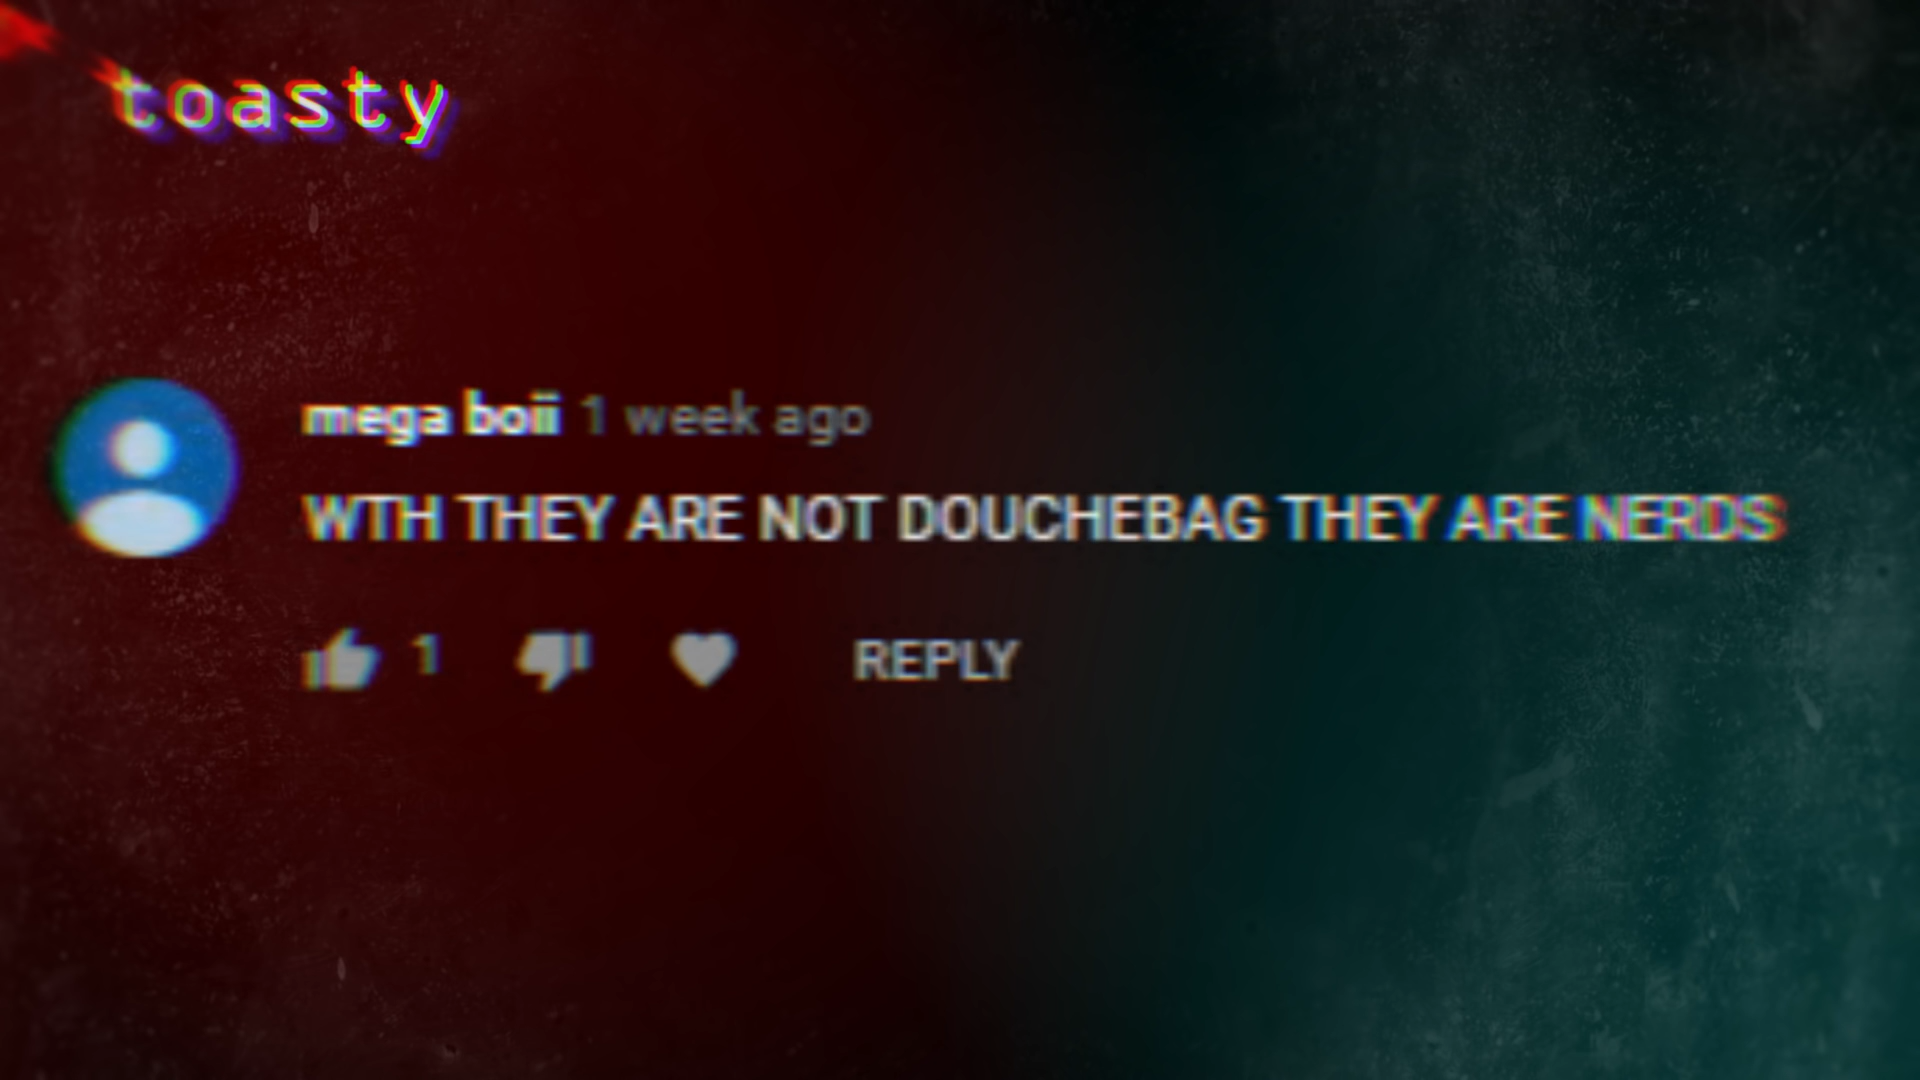 toasty
mega boii 1 week ago
WTH THEY ARE NOT DOUCHEBAG THEY ARE NERDS
1
REPLY